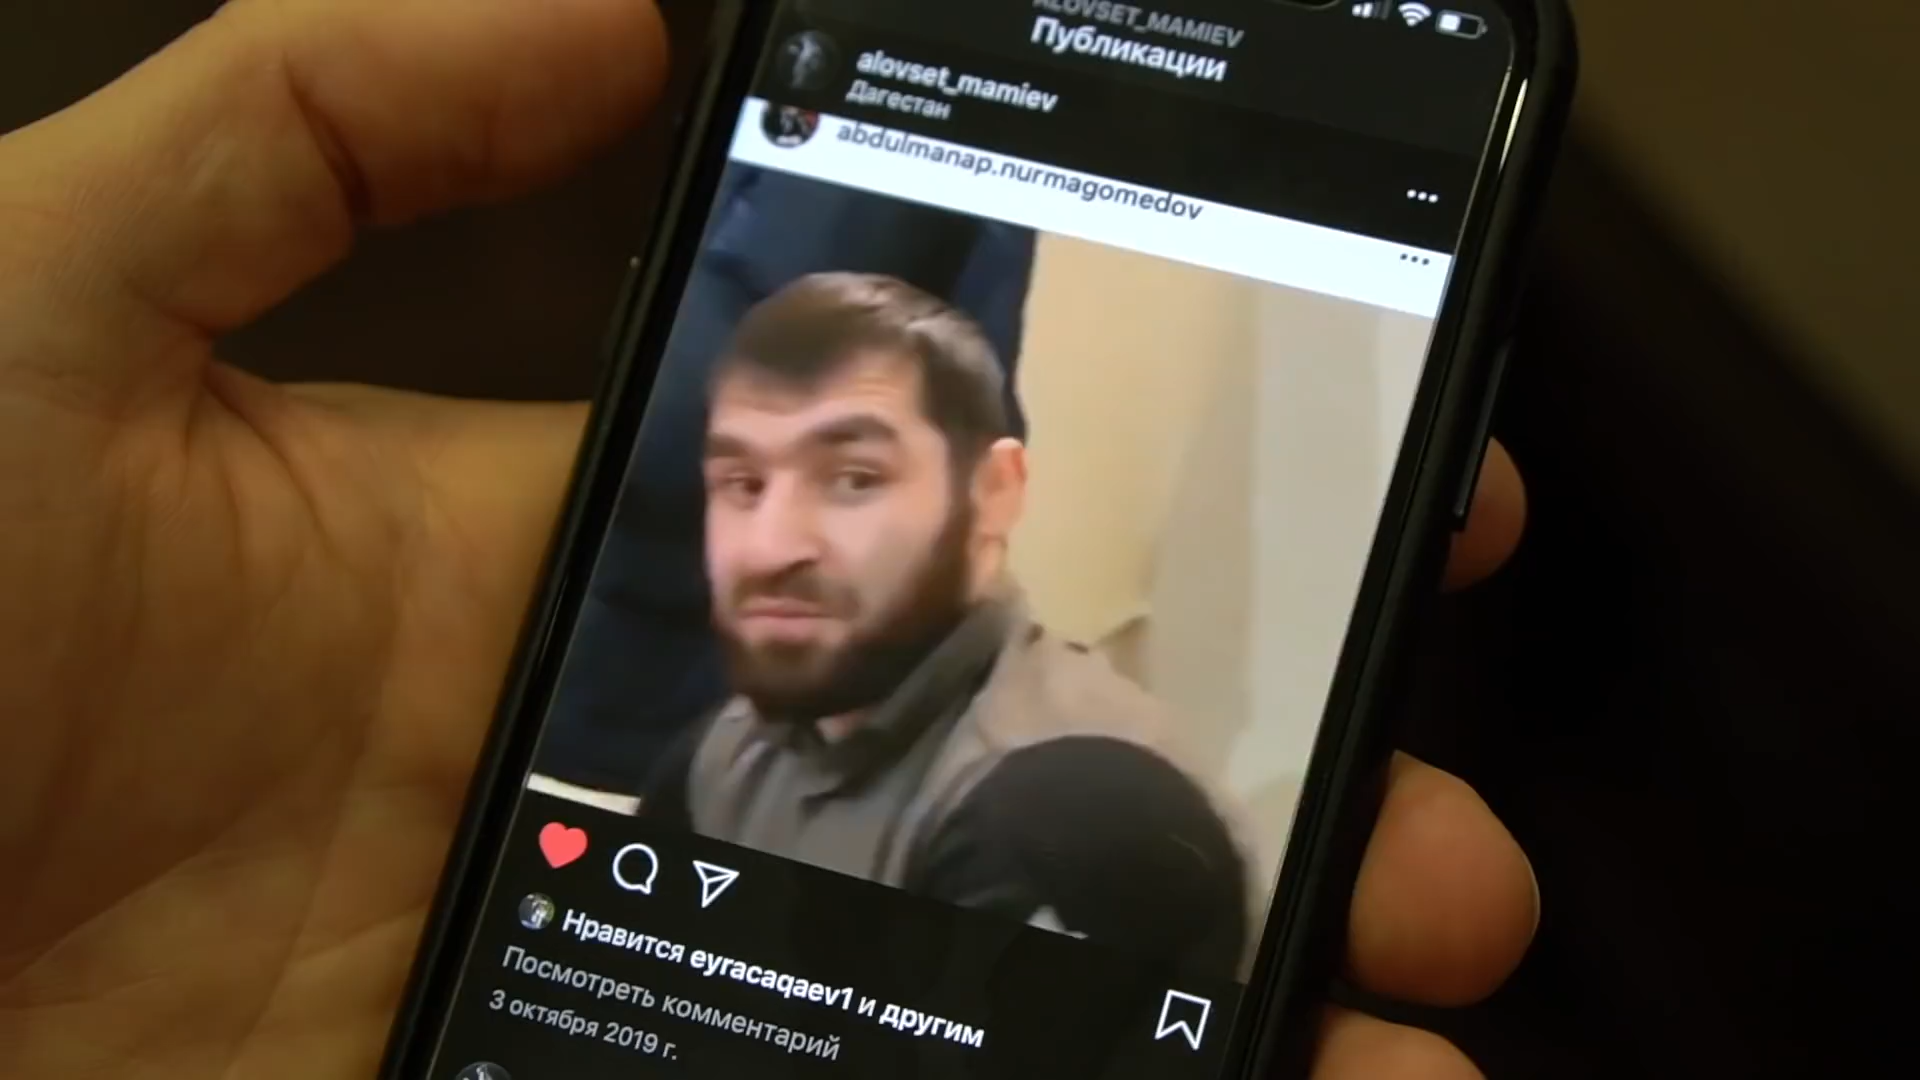 ALOVSET_MAMIEV
Публикации
alovset_mamiev
Дагестан
abdulmanap.nurmagomedov
Нравится eyracaqaev1 и другим
Посмотреть комментарий
3 октября 2019 г.